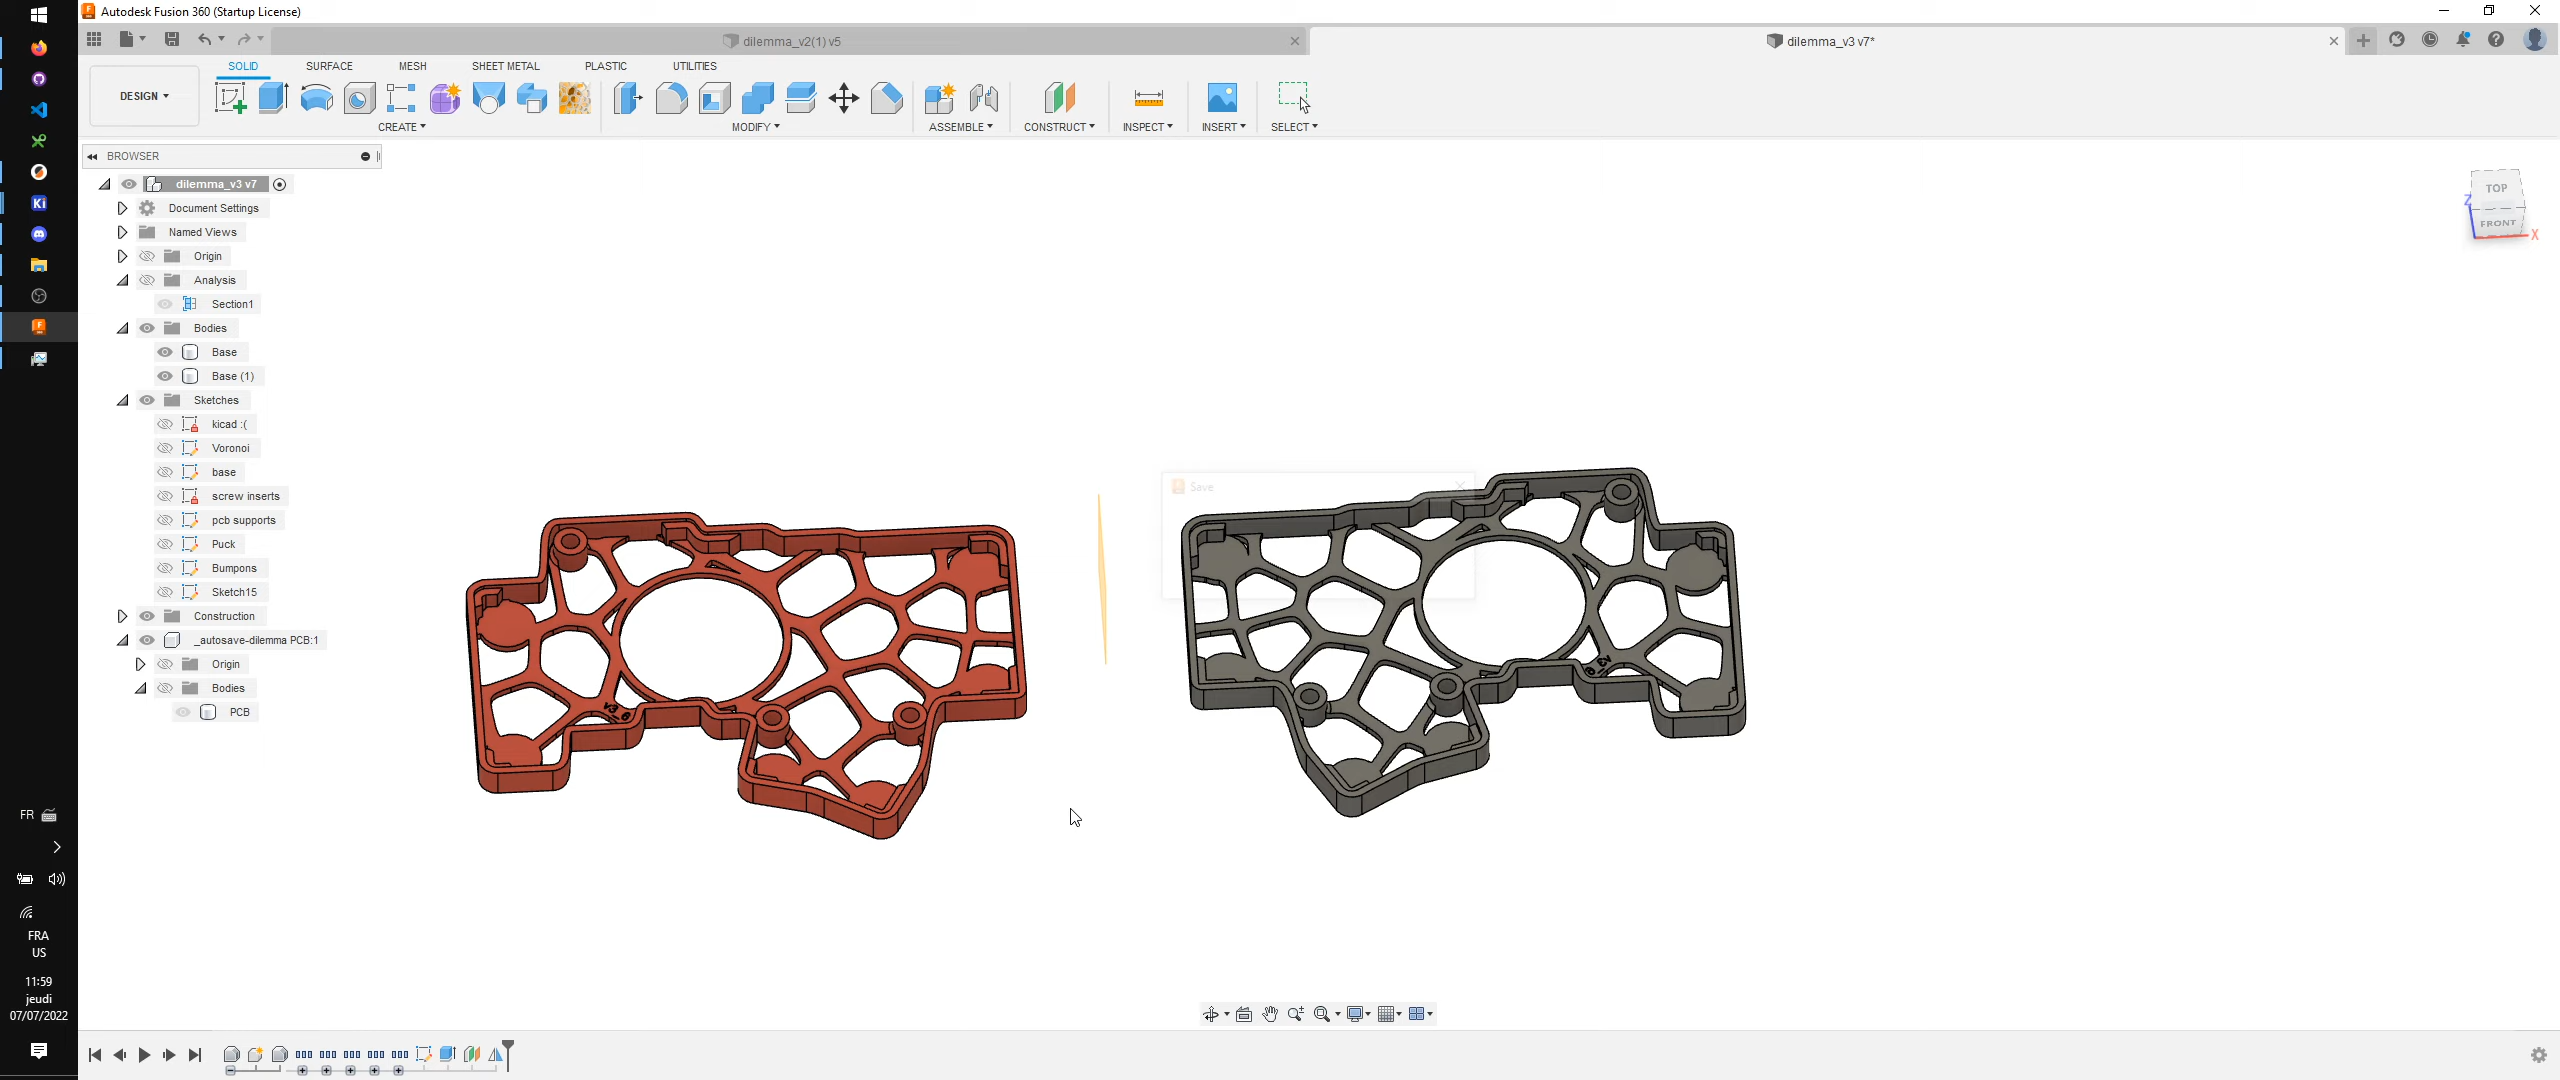 Autodesk Fusion 360 (Startup License)
dilemma_v2(1) v5
dilemma_v3 v7*
DESIGN
SOLID
SURFACE
MESH
SHEET METAL
PLASTIC
UTILITIES
CREATE
MODIFY
ASSEMBLE
CONSTRUCT
INSPECT
INSERT
SELECT
BROWSER
dilemma_v3 v7
Document Settings
Named Views
Origin
Analysis
Section1
Bodies
Base
Base (1)
Sketches
kicad :(
Voronoi
base
screw inserts
pcb supports
Puck
Bumpons
Sketch15
Construction
_autosave-dilemma PCB:1
Origin
Bodies
PCB
Save
TOP
FRONT
Z
X
Ki
FR
FRA
US
11:59
jeudi
07/07/2022